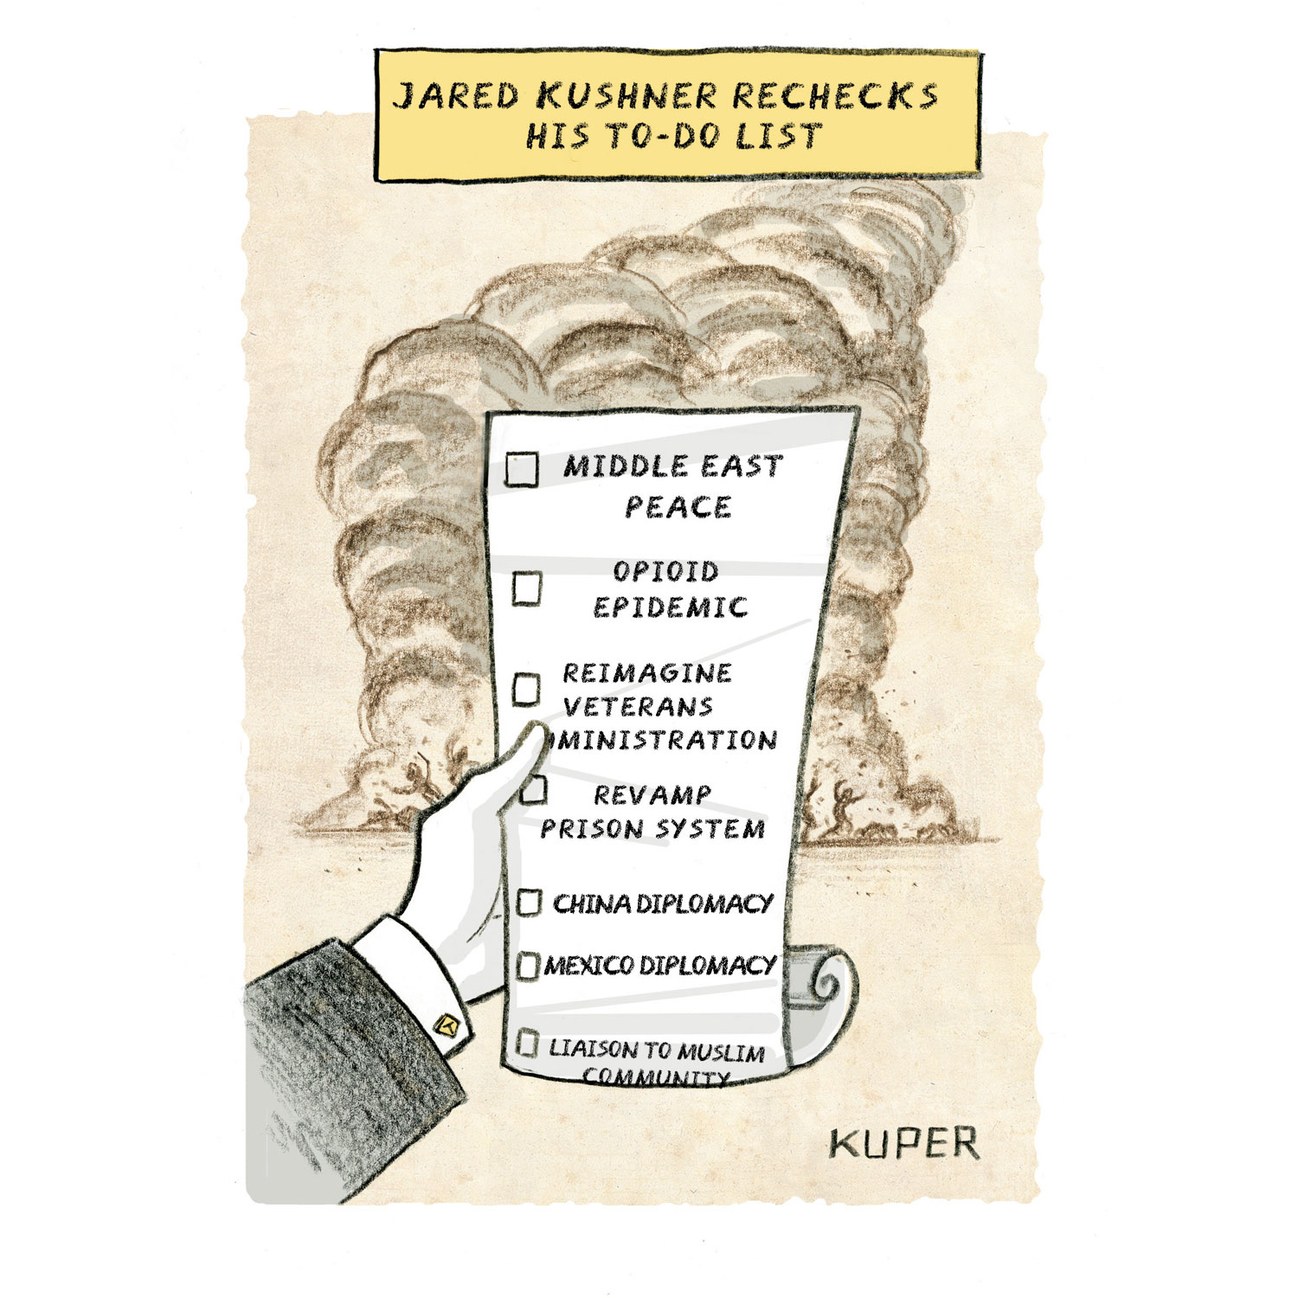 JARED KUSHNER RECHECKS
HIS TO-DO LIST
MIDDLE EAST
PEACE
OPIOID
EPIDEMIC
REIMAGINE
VETERANS
MINISTRATION
REVAMP
PRISON SYSTEM
CHINA DIPLOMACY
MEXICO DIPLOMACY
LIAISON TO MUSLIM
COMMUNITY
KUPER